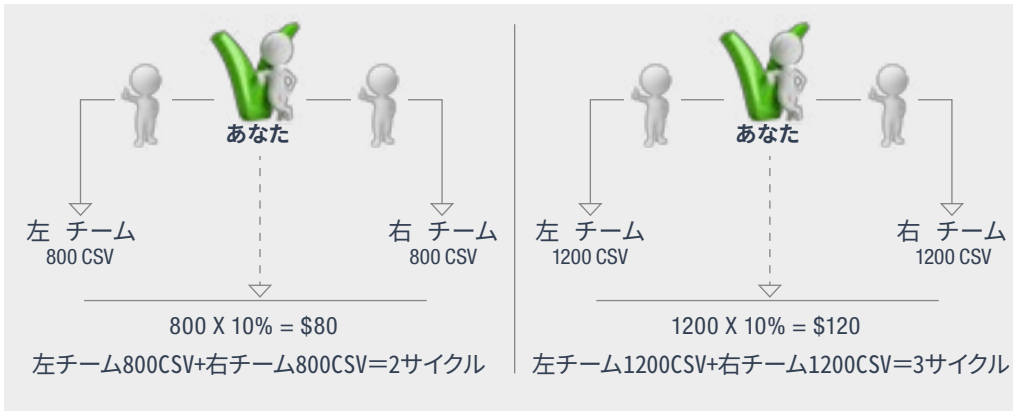 あなた
左 チーム
800 CSV
右 チーム
800 CSV
800 X 10% = $80
左チーム800CSV+右チーム800CSV＝2サイクル
あなた
左 チーム
1200 CSV
右 チーム
1200 CSV
1200 X 10% = $120
左チーム1200CSV+右チーム1200CSV＝3サイクル